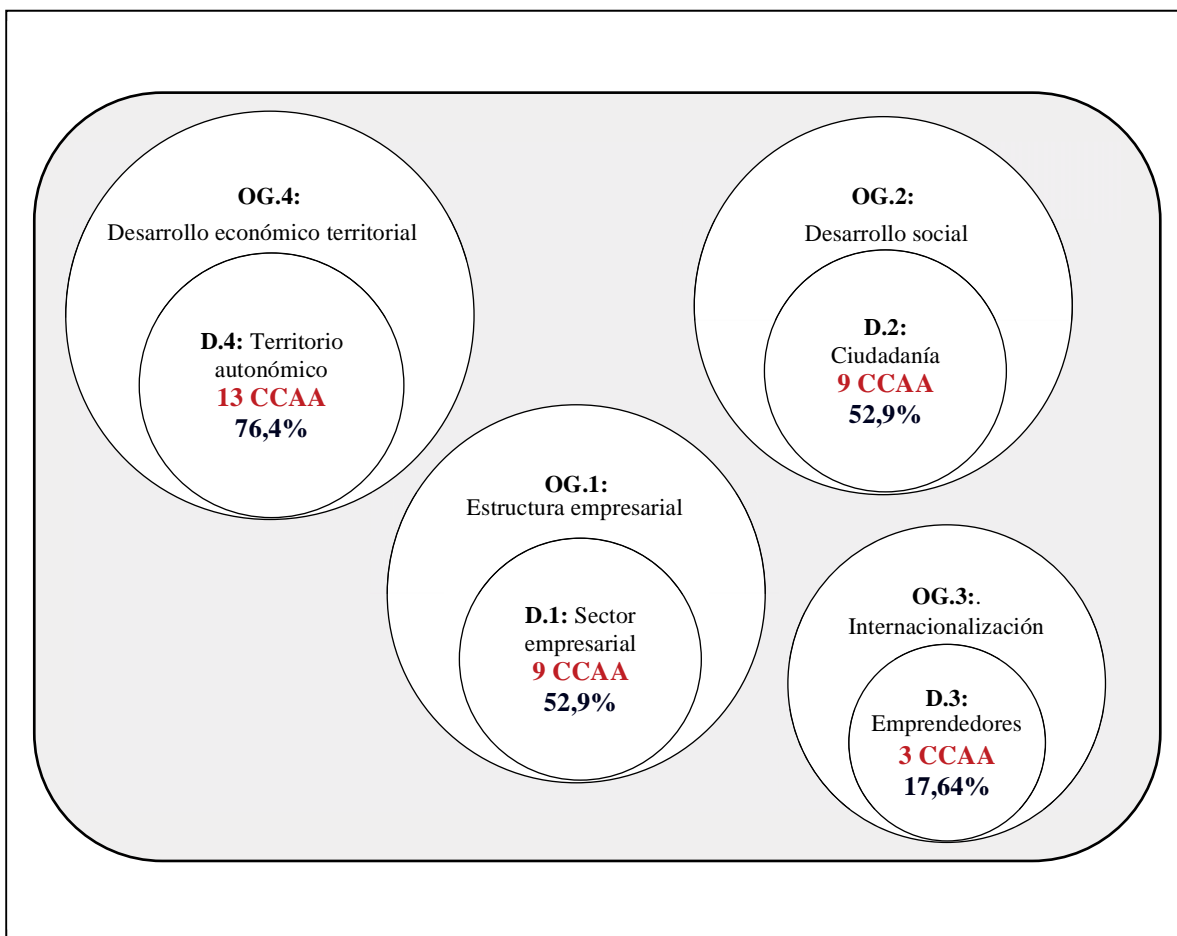 OG.4:
Desarrollo económico territorial
D.4: Territorio
autonómico
13 CCAA
76,4%
OG.2:
Desarrollo social
D.2:
Ciudadanía
9 CCAA
52,9%
OG.1:
Estructura empresarial
D.1: Sector
empresarial
9 CCAA
52,9%
OG.3:.
Internacionalización
D.3:
Emprendedores
3 CCAA
17,64%